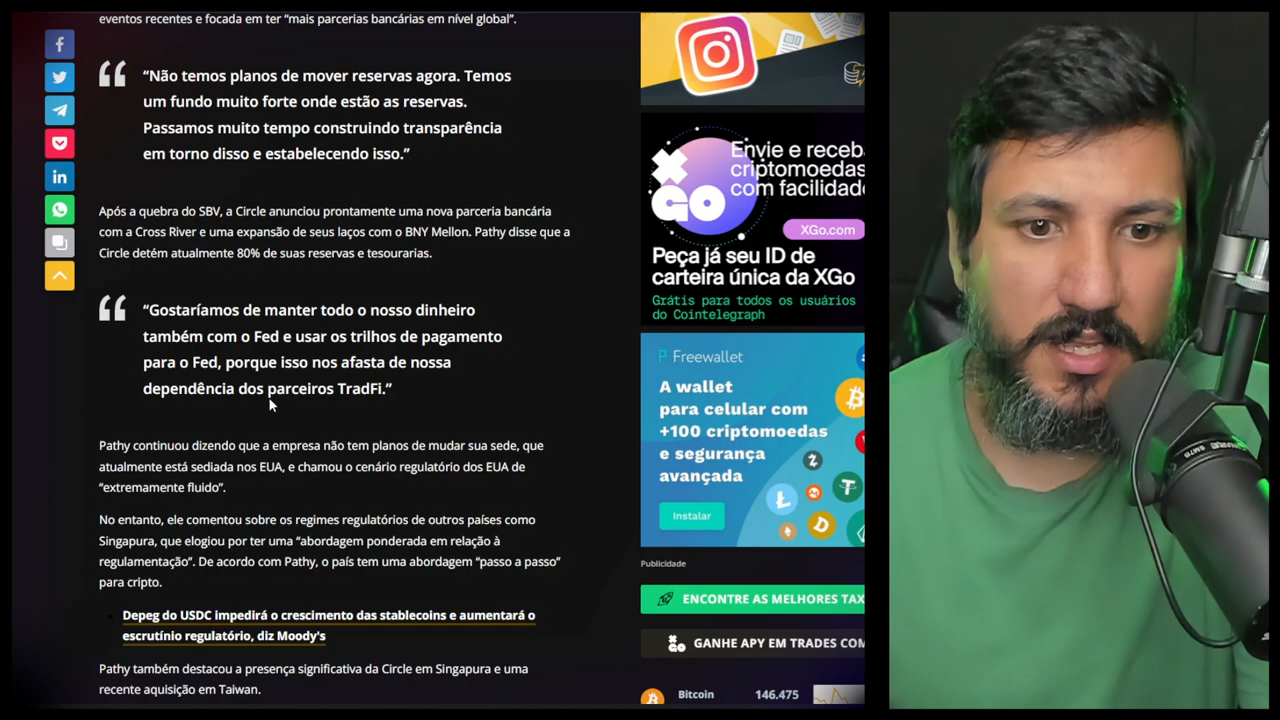 eventos recentes e focada em ter “mais parcerias bancárias em nível global”.
“Não temos planos de mover reservas agora. Temos
um fundo muito forte onde estão as reservas.
Passamos muito tempo construindo transparência
em torno disso e estabelecendo isso.”
Após a quebra do SBV, a Circle anunciou prontamente uma nova parceria bancária
com a Cross River e uma expansão de seus laços com o BNY Mellon. Pathy disse que a
Circle detém atualmente 80% de suas reservas e tesourarias.
“Gostaríamos de manter todo o nosso dinheiro
também com o Fed e usar os trilhos de pagamento
para o Fed, porque isso nos afasta de nossa
dependência dos parceiros TradFi.”
Pathy continuou dizendo que a empresa não tem planos de mudar sua sede, que
atualmente está sediada nos EUA, e chamou o cenário regulatório dos EUA de
“extremamente fluido”.
No entanto, ele comentou sobre os regimes regulatórios de outros países como
Singapura, que elogiou por ter uma “abordagem ponderada em relação à
regulamentação”. De acordo com Pathy, o país tem uma abordagem “passo a passo”
para cripto.
Depeg do USDC impedirá o crescimento das stablecoins e aumentará o
escrutínio regulatório, diz Moody's
Pathy também destacou a presença significativa da Circle em Singapura e uma
recente aquisição em Taiwan.
XGO
Envie e receb
criptomoedas
com facilidad
XGo.com
Peça já seu ID de
carteira única da XGo
Grátis para todos os usuários
do Cointelegraph
Freewallet
A wallet
para celular com
+100 criptomoedas
e segurança
avançada
Instalar
Publicidade
ENCONTRE AS MELHORES TAX
XGO
GANHE APY EM TRADES COM
Bitcoin 146.475
SHURE SM7B